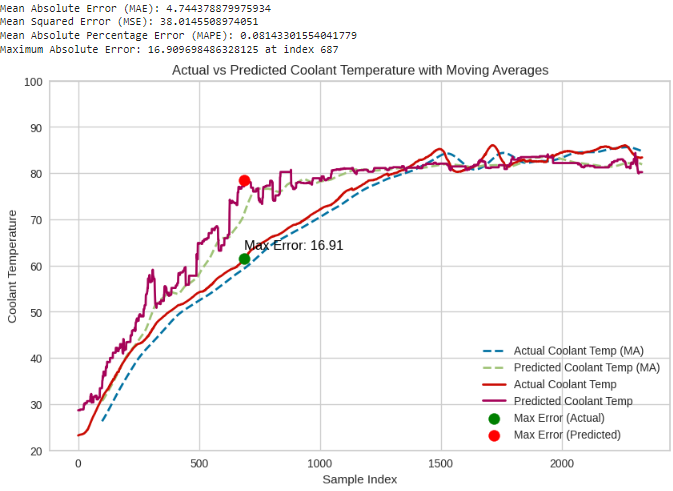 Mean Absolute Error (MAE): 4.744378879975934
Mean Squared Error (MSE): 38.0145508974051
Mean Absolute Percentage Error (MAPE): 0.08143301554041779
Maximum Absolute Error: 16.909698486328125 at index 687
Actual vs Predicted Coolant Temperature with Moving Averages
100
90
80
70
60
50
40
30
20
Coolant Temperature
Max Error: 16.91
Actual Coolant Temp (MA)
Predicted Coolant Temp (MA)
Actual Coolant Temp
Predicted Coolant Temp
Max Error (Actual)
Max Error (Predicted)
0 500 1000 1500 2000
Sample Index